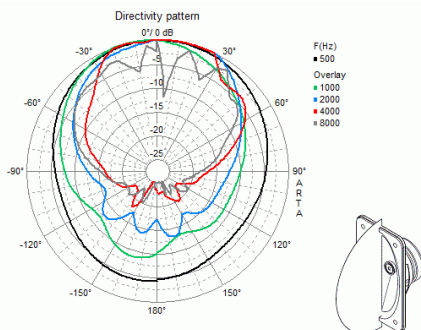 Directivity pattern
0°/ 0 dB
-30°
30°
-5
-10
-15
-20
-25
-60°
60°
-90°
90°
-120°
120°
-150°
150°
180°
F(Hz)
500
Overlay
1000
2000
4000
8000
A
R
T
A